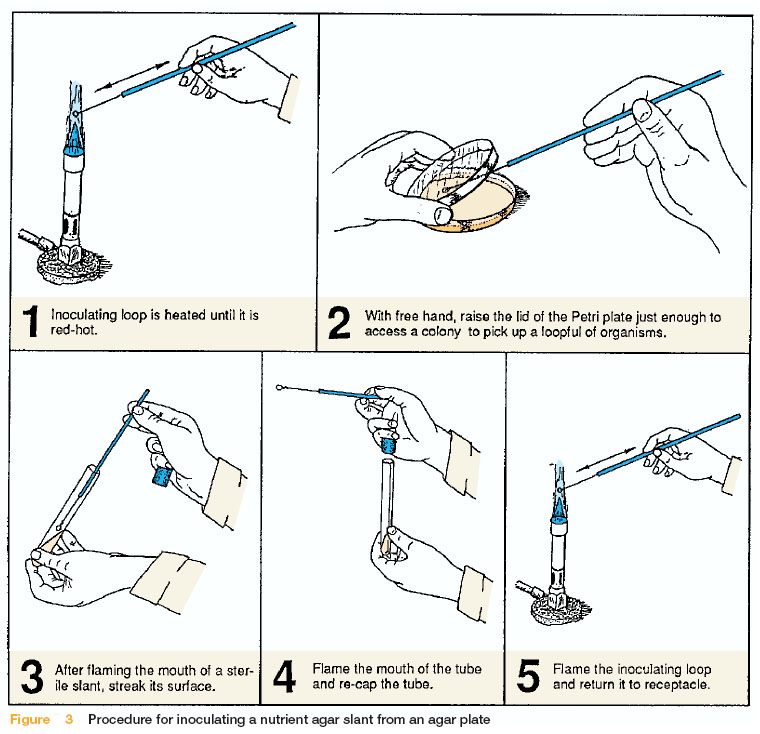 1 Inoculating loop is heated until it is
red-hot.
2 With free hand, raise the lid of the Petri plate just enough to
access a colony to pick up a loopful of organisms.
3 After flaming the mouth of a ster-
ile slant, streak its surface.
4 Flame the mouth of the tube
and re-cap the tube.
5 Flame the inoculating loop
and return it to receptacle.
Figure 3 Procedure for inoculating a nutrient agar slant from an agar plate